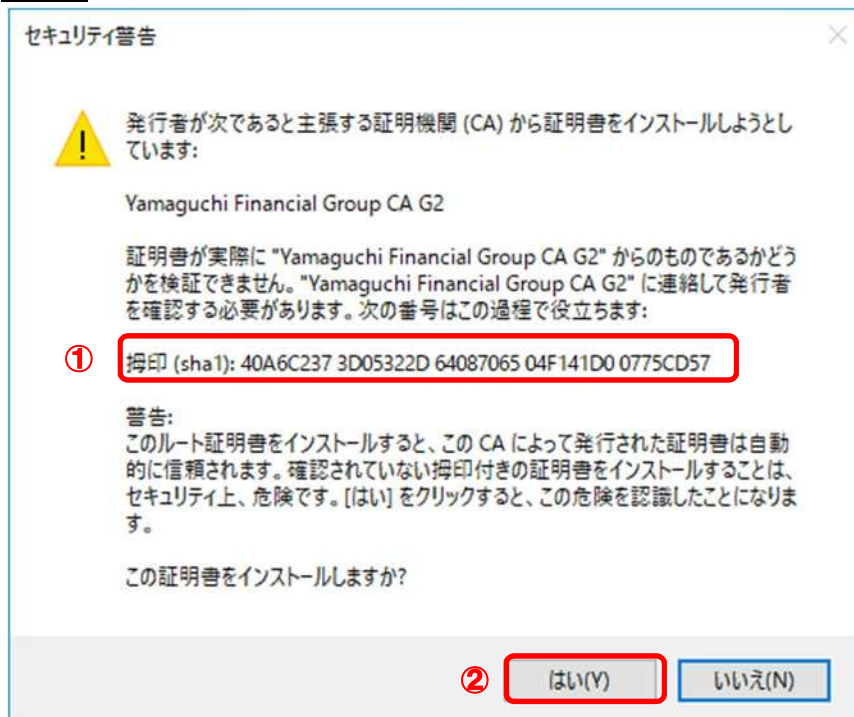 セキュリティ警告
発行者が次であると主張する証明機関 (CA) から証明書をインストールしようとし
ています:
Yamaguchi Financial Group CA G2
証明書が実際に "Yamaguchi Financial Group CA G2" からのものであるかどう
かを検証できません。"Yamaguchi Financial Group CA G2" に連絡して発行者
を確認する必要があります。次の番号はこの過程で役立ちます:
① 拇印 (sha1): 40A6C237 3D05322D 64087065 04F141D0 0775CD57
警告:
このルート証明書をインストールすると、この CA によって発行された証明書は自動
的に信頼されます。確認されていない拇印付きの証明書をインストールすることは、
セキュリティ上、危険です。[はい] をクリックすると、この危険を認識したことになりま
す。
この証明書をインストールしますか?
② はい(Y) いいえ(N)